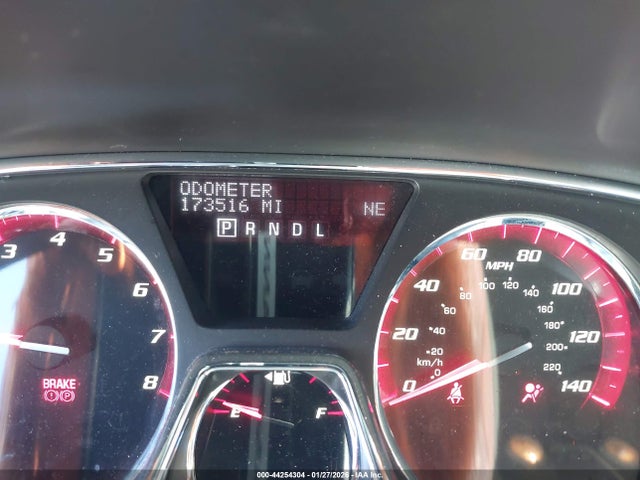 ODOMETER
173516 MI NE
P R N D L
3 4 5 6 7 8
BRAKE
E F
MPH
0 20 40 60 80 100 120 140
km/h
0 20 40 60 80 100 120 140 160 180 200 220
000-44254304 | 01/27/2026 | IAA Inc.